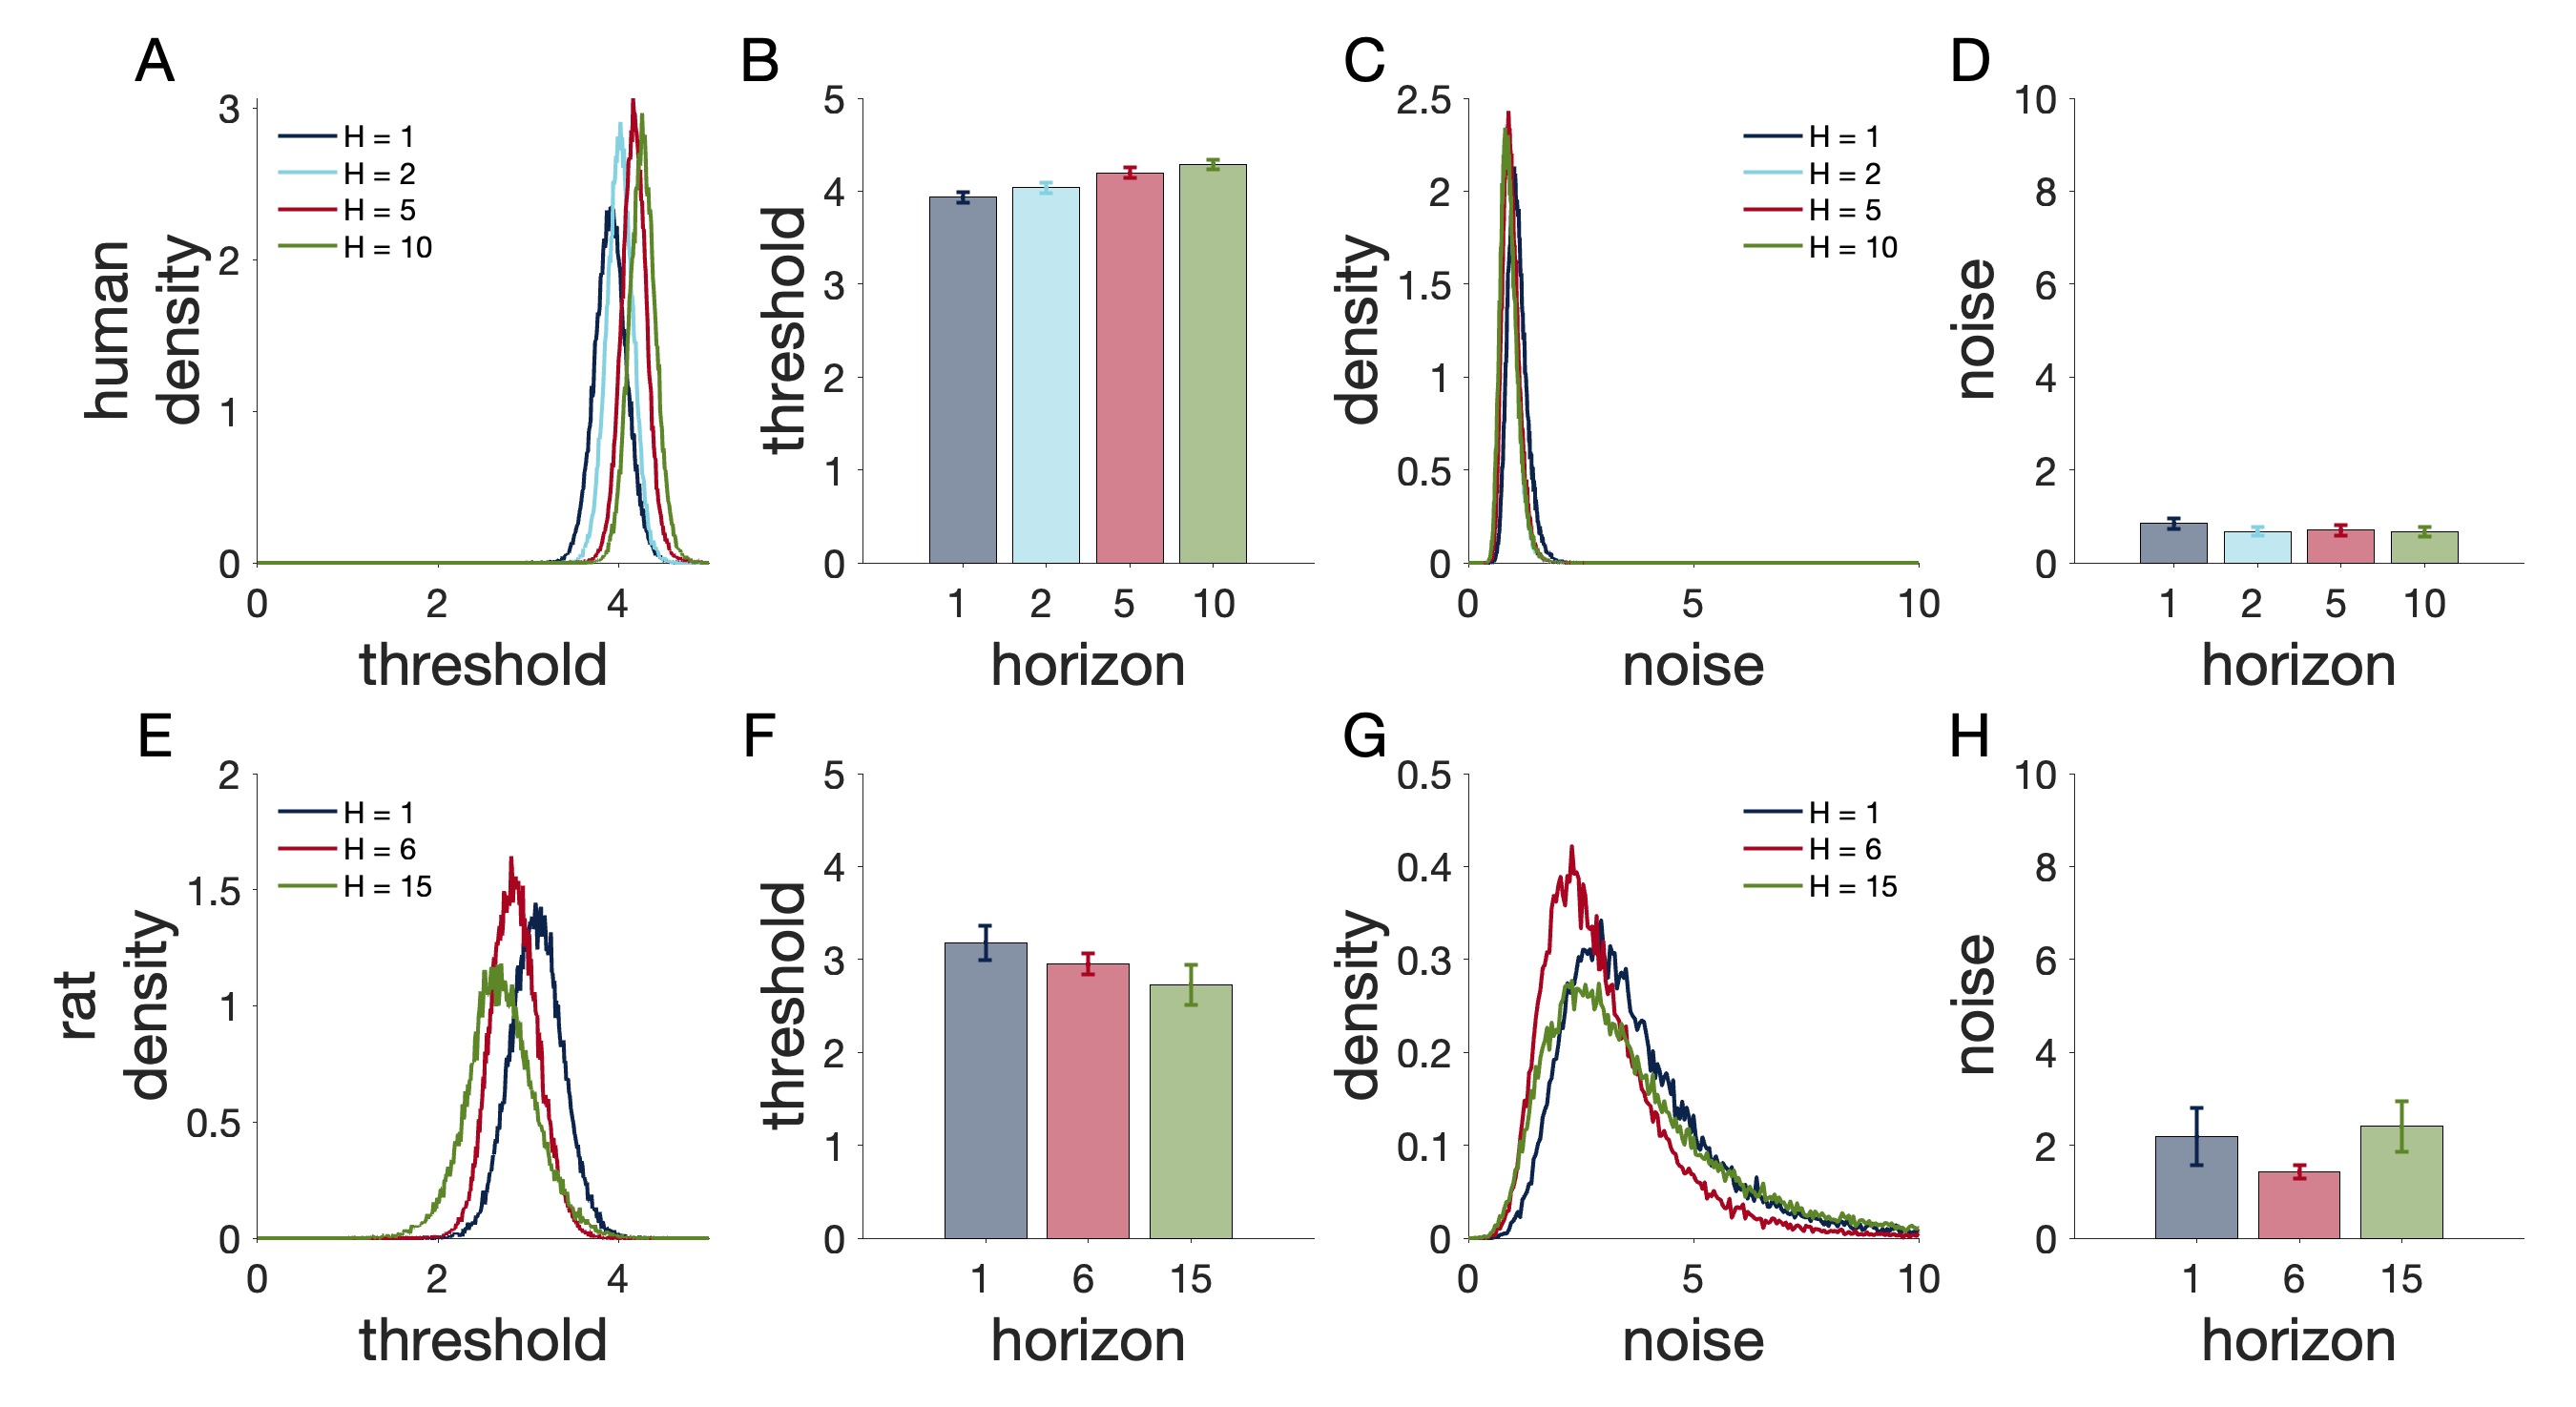 A
human
density
3
2
1
0
H = 1
H = 2
H = 5
H = 10
0 2 4
threshold
B
threshold
5
4
3
2
1
0
1 2 5 10
horizon
C
density
2.5
2
1.5
1
0.5
0
H = 1
H = 2
H = 5
H = 10
0 5 10
noise
D
noise
10
8
6
4
2
0
1 2 5 10
horizon
E
rat
density
2
1.5
1
0.5
0
H = 1
H = 6
H = 15
0 2 4
threshold
F
threshold
5
4
3
2
1
0
1 6 15
horizon
G
density
0.5
0.4
0.3
0.2
0.1
0
H = 1
H = 6
H = 15
0 5 10
noise
H
noise
10
8
6
4
2
0
1 6 15
horizon